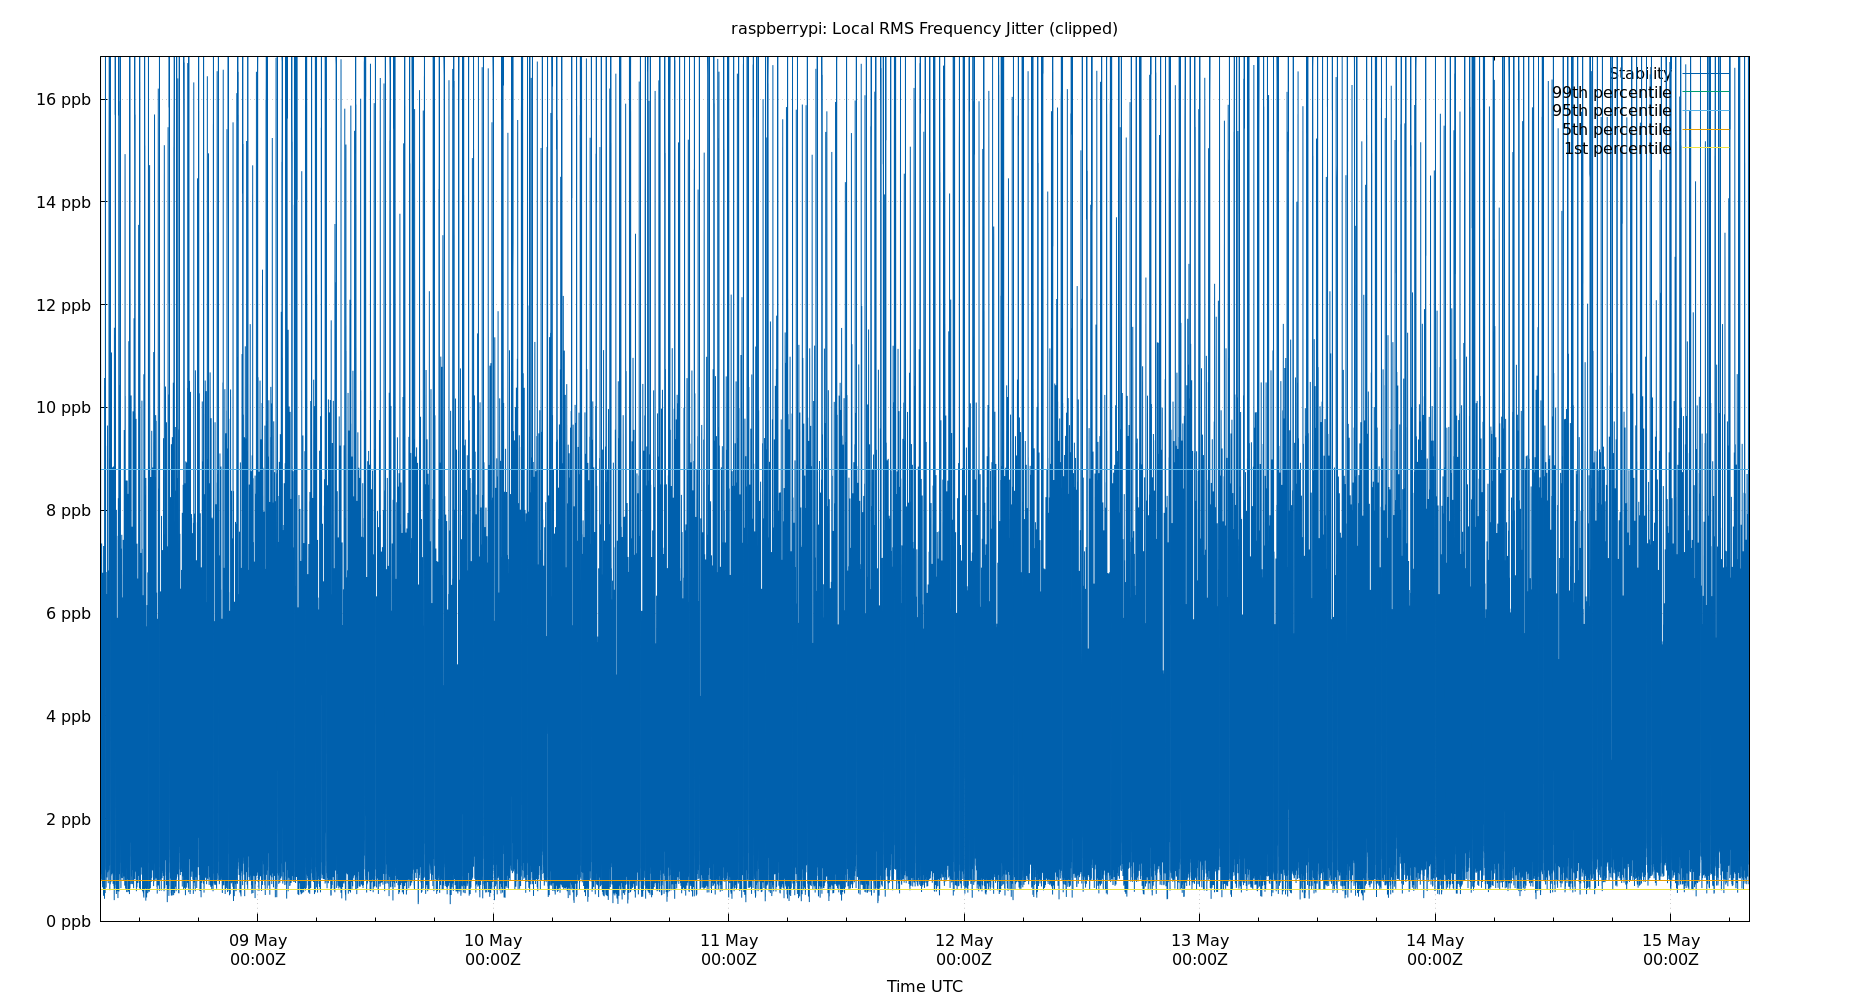 raspberrypi: Local RMS Frequency Jitter (clipped)
Stability
99th percentile
95th percentile
5th percentile
1st percentile
16 ppb
14 ppb
12 ppb
10 ppb
8 ppb
6 ppb
4 ppb
2 ppb
0 ppb
09 May 10 May 11 May 12 May 13 May 14 May 15 May
00:00Z 00:00Z 00:00Z 00:00Z 00:00Z 00:00Z 00:00Z
Time UTC